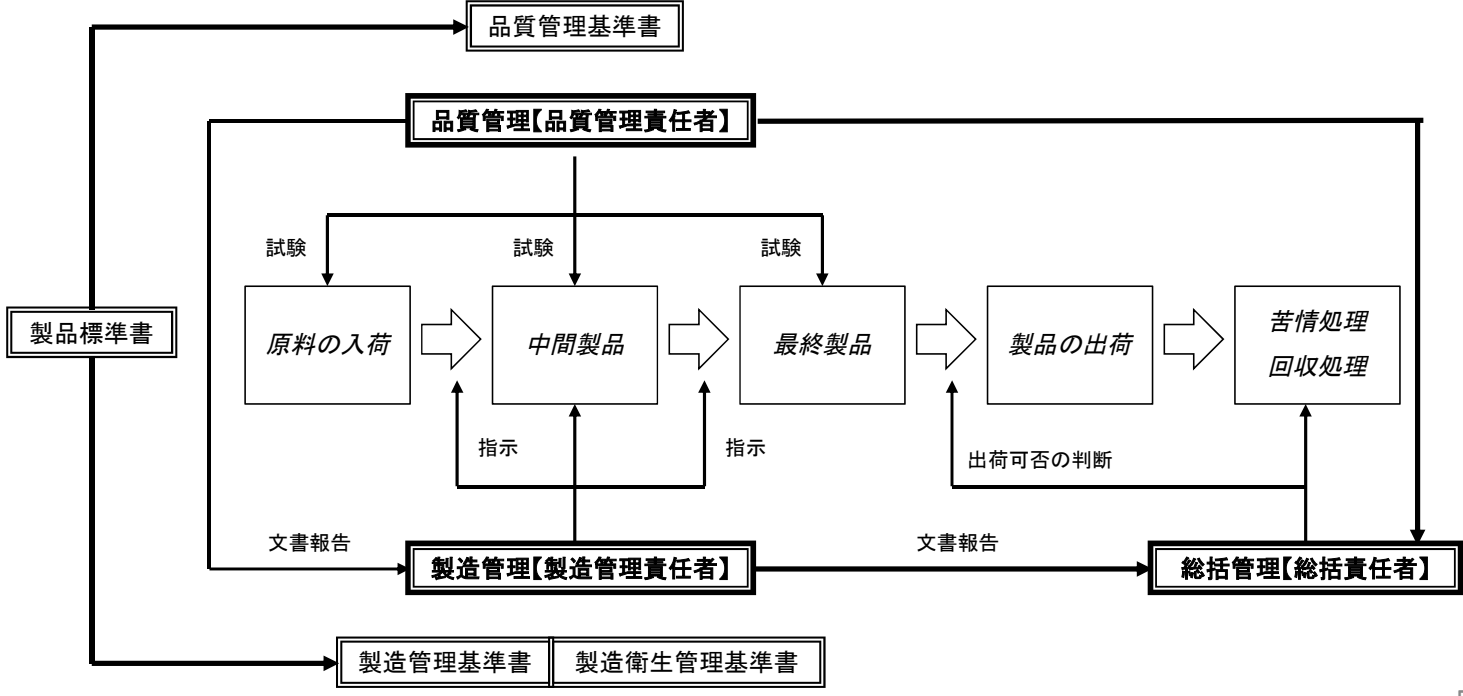 品質管理基準書
品質管理【品質管理責任者】
試験
試験
試験
製品標準書
原料の入荷
中間製品
最終製品
製品の出荷
苦情処理
回収処理
指示
指示
出荷可否の判断
文書報告
文書報告
製造管理【製造管理責任者】
総括管理【総括責任者】
製造管理基準書
製造衛生管理基準書